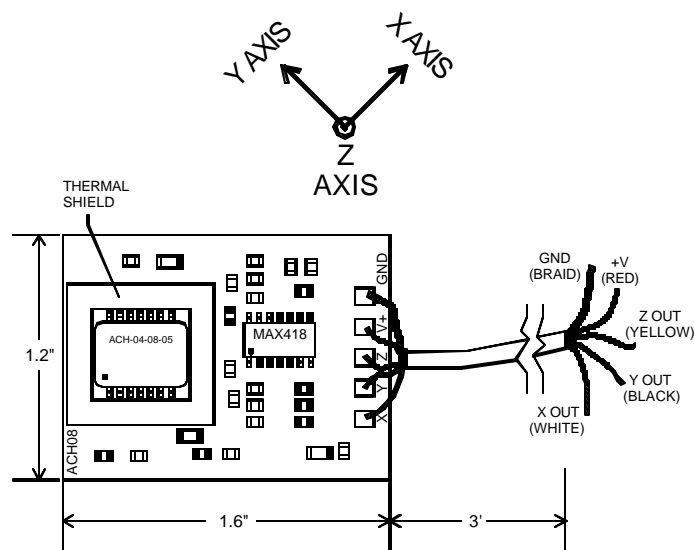 Y AXIS
X AXIS
Z
AXIS
THERMAL
SHIELD
GND
(BRAID)
+V
(RED)
Z OUT
(YELLOW)
Y OUT
(BLACK)
X OUT
(WHITE)
GND
V+
Z
Y
X
ACH-04-08-05
MAX418
ACH08
1.2"
1.6"
3'